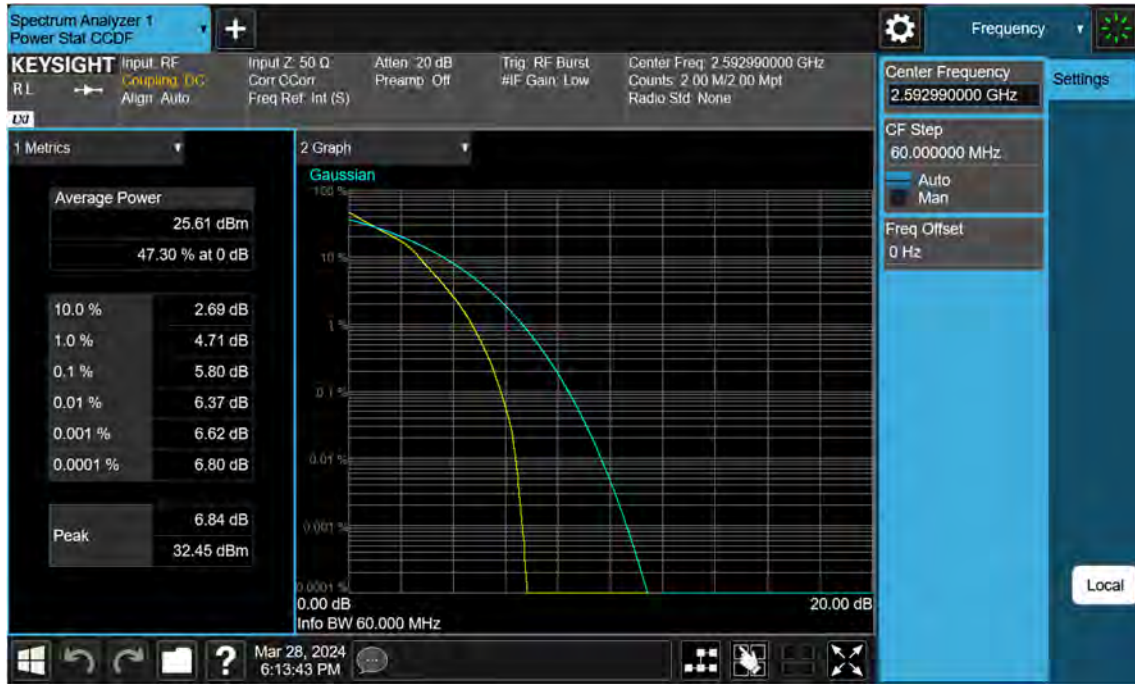 Spectrum Analyzer 1
Power Stat CCDF
+
Frequency
KEYSIGHT
RL
LXI
Input: RF
Coupling: DC
Align: Auto
Input Z: 50 Ω
Corr CCorr
Freq Ref: Int (S)
Atten: 20 dB
Preamp: Off
Trig: RF Burst
#IF Gain: Low
Center Freq: 2.592990000 GHz
Counts: 2.00 M/2.00 Mpt
Radio Std: None
Center Frequency
2.592990000 GHz
Settings
CF Step
60.000000 MHz
Auto
Man
Freq Offset
0 Hz
Local
1 Metrics
Average Power
25.61 dBm
47.30 % at 0 dB
10.0 % 2.69 dB
1.0 % 4.71 dB
0.1 % 5.80 dB
0.01 % 6.37 dB
0.001 % 6.62 dB
0.0001 % 6.80 dB
Peak
6.84 dB
32.45 dBm
2 Graph
Gaussian
100 %
10 %
1 %
0.1 %
0.01 %
0.001 %
0.0001 %
0.00 dB 20.00 dB
Info BW 60.000 MHz
?
Mar 28, 2024
6:13:43 PM